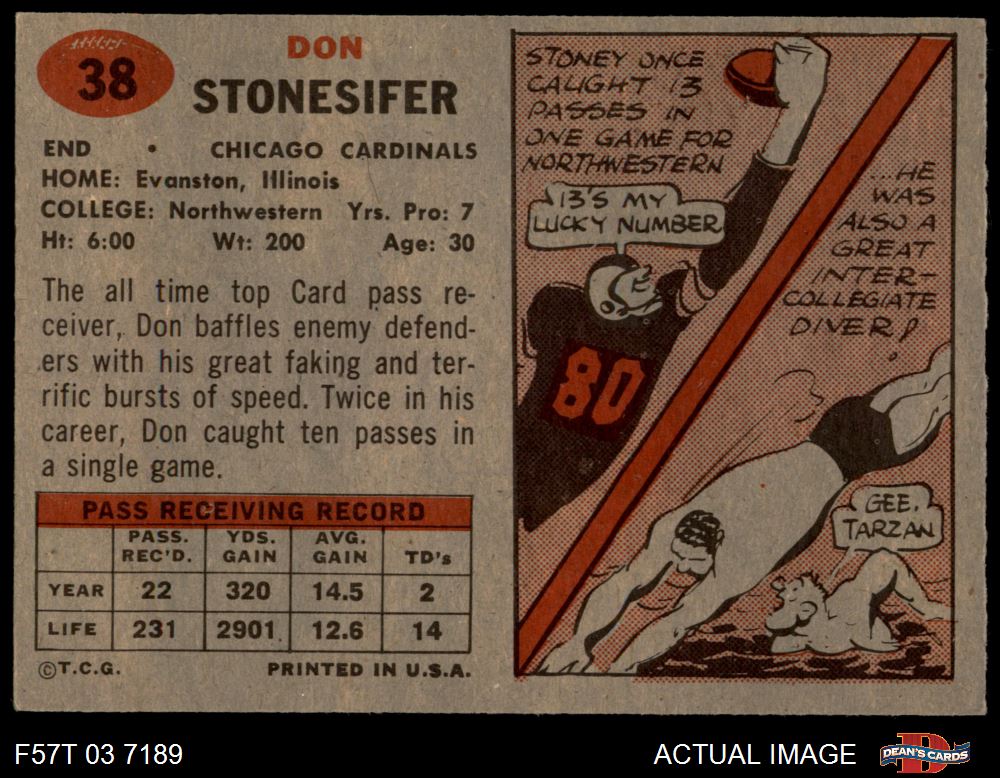 38
DON
STONESIFER
END • CHICAGO CARDINALS
HOME: Evanston, Illinois
COLLEGE: Northwestern Yrs. Pro: 7
Ht: 6:00 Wt: 200 Age: 30
The all time top Card pass re-
ceiver, Don baffles enemy defend-
ers with his great faking and ter-
rific bursts of speed. Twice in his
career, Don caught ten passes in
a single game.
PASS RECEIVING RECORD
PASS. REC'D. YDS. GAIN AVG. GAIN TD's
YEAR 22 320 14.5 2
LIFE 231 2901 12.6 14
©T.C.G. PRINTED IN U.S.A.
STONEY ONCE
CAUGHT 13
PASSES IN
ONE GAME FOR
NORTHWESTERN
13'S MY
LUCKY NUMBER
80
...HE
WAS
ALSO A
GREAT
INTER-
COLLEGIATE
DIVER!
GEE,
TARZAN
F57T 03 7189
ACTUAL IMAGE
D
DEAN'S CARDS